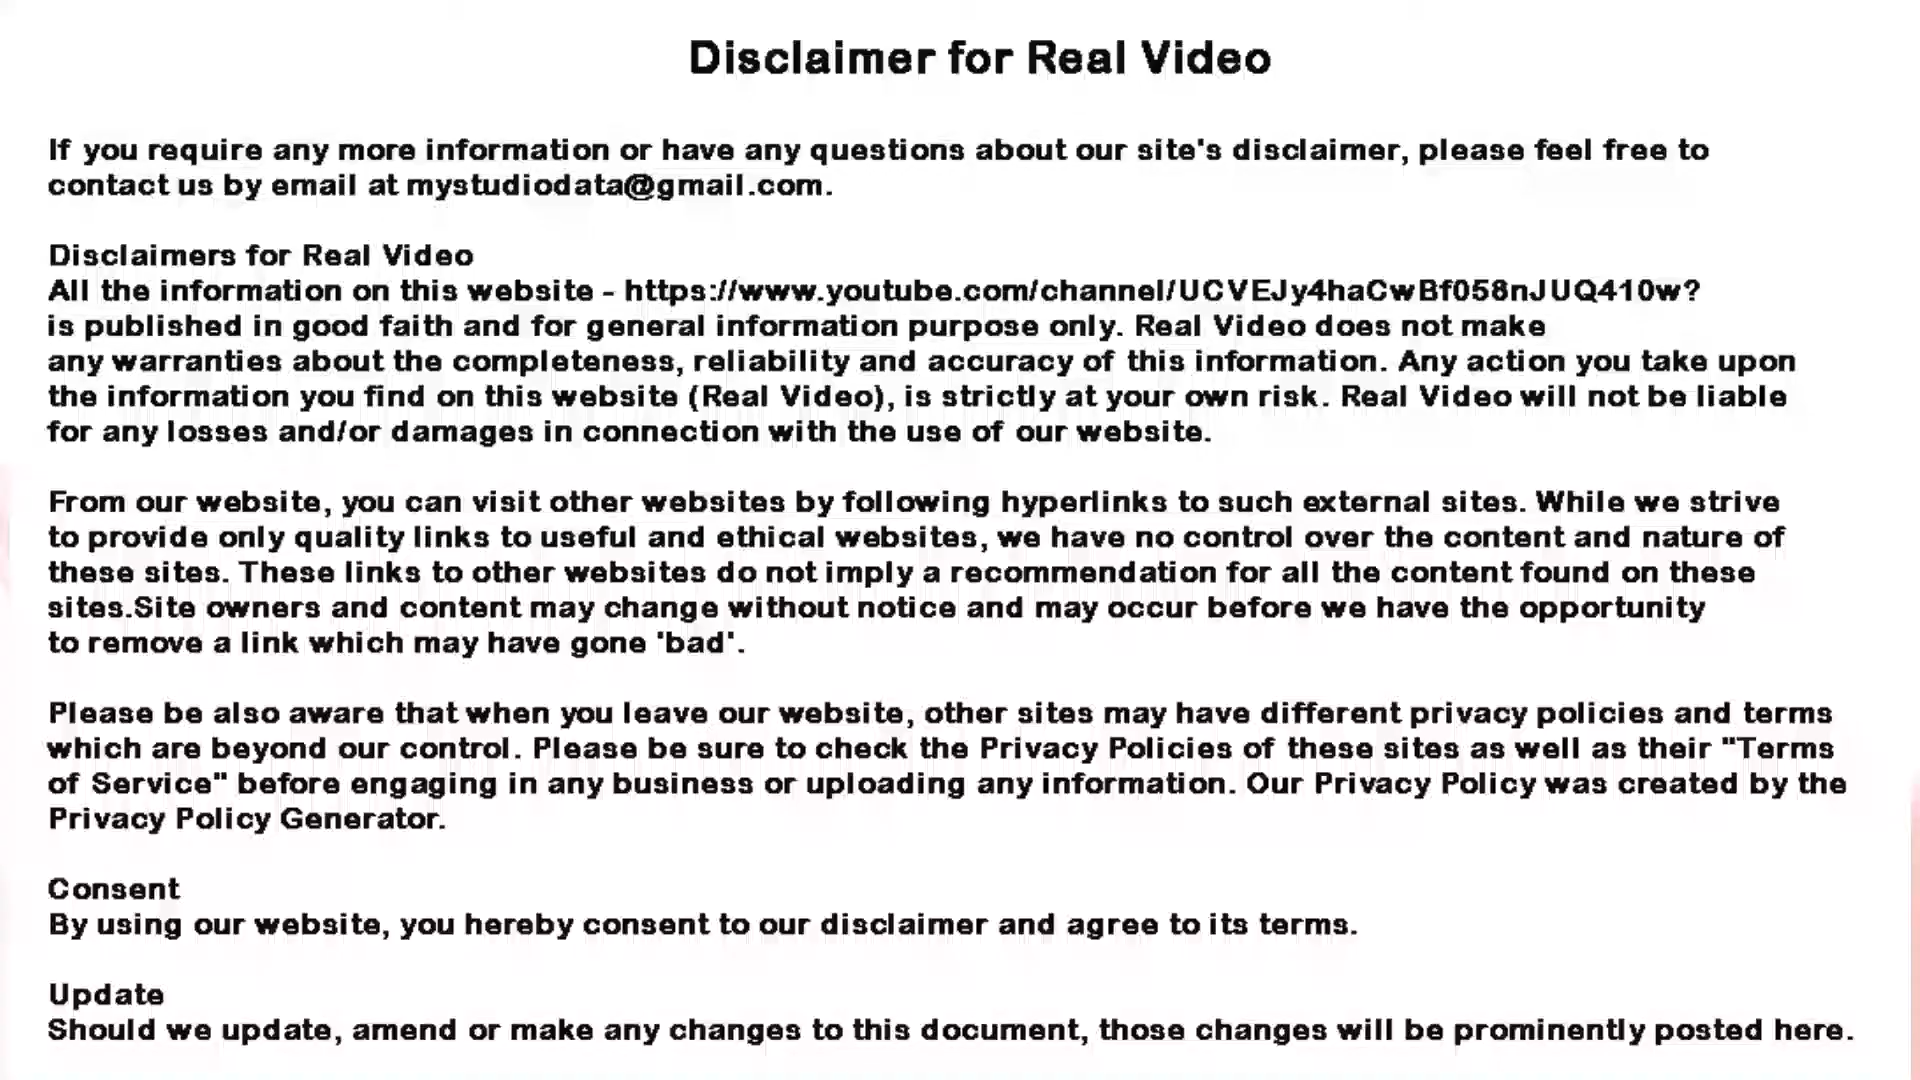 Disclaimer for Real Video
If you require any more information or have any questions about our site's disclaimer, please feel free to
contact us by email at mystudiodata@gmail.com.
Disclaimers for Real Video
All the information on this website - https://www.youtube.com/channel/UCVEJy4haCwBf058nJUQ410w?
is published in good faith and for general information purpose only. Real Video does not make
any warranties about the completeness, reliability and accuracy of this information. Any action you take upon
the information you find on this website (Real Video), is strictly at your own risk. Real Video will not be liable
for any losses and/or damages in connection with the use of our website.
From our website, you can visit other websites by following hyperlinks to such external sites. While we strive
to provide only quality links to useful and ethical websites, we have no control over the content and nature of
these sites. These links to other websites do not imply a recommendation for all the content found on these
sites.Site owners and content may change without notice and may occur before we have the opportunity
to remove a link which may have gone 'bad'.
Please be also aware that when you leave our website, other sites may have different privacy policies and terms
which are beyond our control. Please be sure to check the Privacy Policies of these sites as well as their "Terms
of Service" before engaging in any business or uploading any information. Our Privacy Policy was created by the
Privacy Policy Generator.
Consent
By using our website, you hereby consent to our disclaimer and agree to its terms.
Update
Should we update, amend or make any changes to this document, those changes will be prominently posted here.